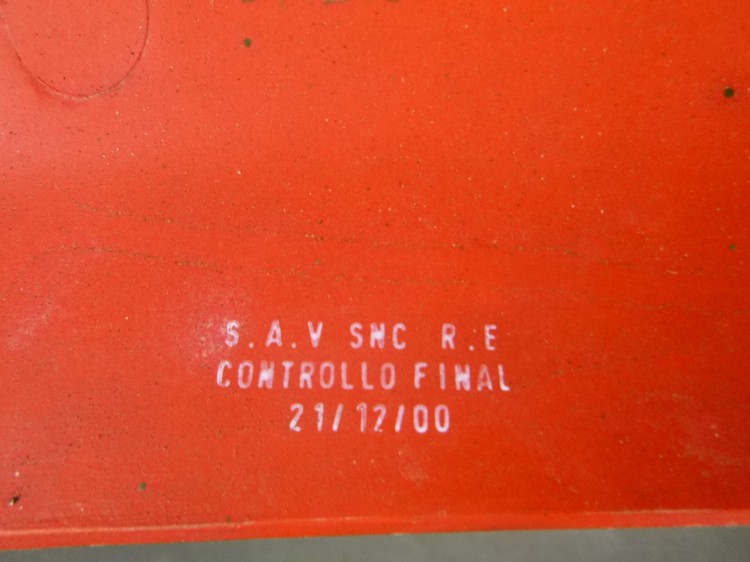 S.A.V SNC R.E
CONTROLLO FINAL
21/12/00